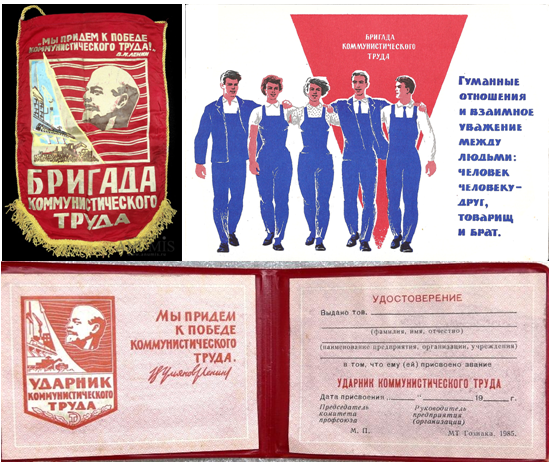 „МЫ ПРИДЕМ К ПОБЕДЕ
КОММУНИСТИЧЕСКОГО ТРУДА!"
В.И.ЛЕНИН
БРИГАДА
КОММУНИСТИЧЕСКОГО
ТРУДА
БРИГАДА
КОММУНИСТИЧЕСКОГО
ТРУДА
Гуманные
отношения
и взаимное
уважение
между
людьми:
человек
человеку-
друг,
товарищ
и брат.
УДАРНИК
КОММУНИСТИЧЕСКОГО
ТРУДА
Мы придем
к победе
коммунистического
труда.
В.Ульянов (Ленин)
УДОСТОВЕРЕНИЕ
Выдано тов.
(фамилия, имя, отчество)
(наименование предприятия, организации, учреждения)
в том, что ему (ей) присвоено звание
УДАРНИК КОММУНИСТИЧЕСКОГО ТРУДА
Дата присвоения " 19 г.
Председатель комитета профсоюза
Руководитель предприятия (организации)
М. П.
МТ Гознака. 1985.